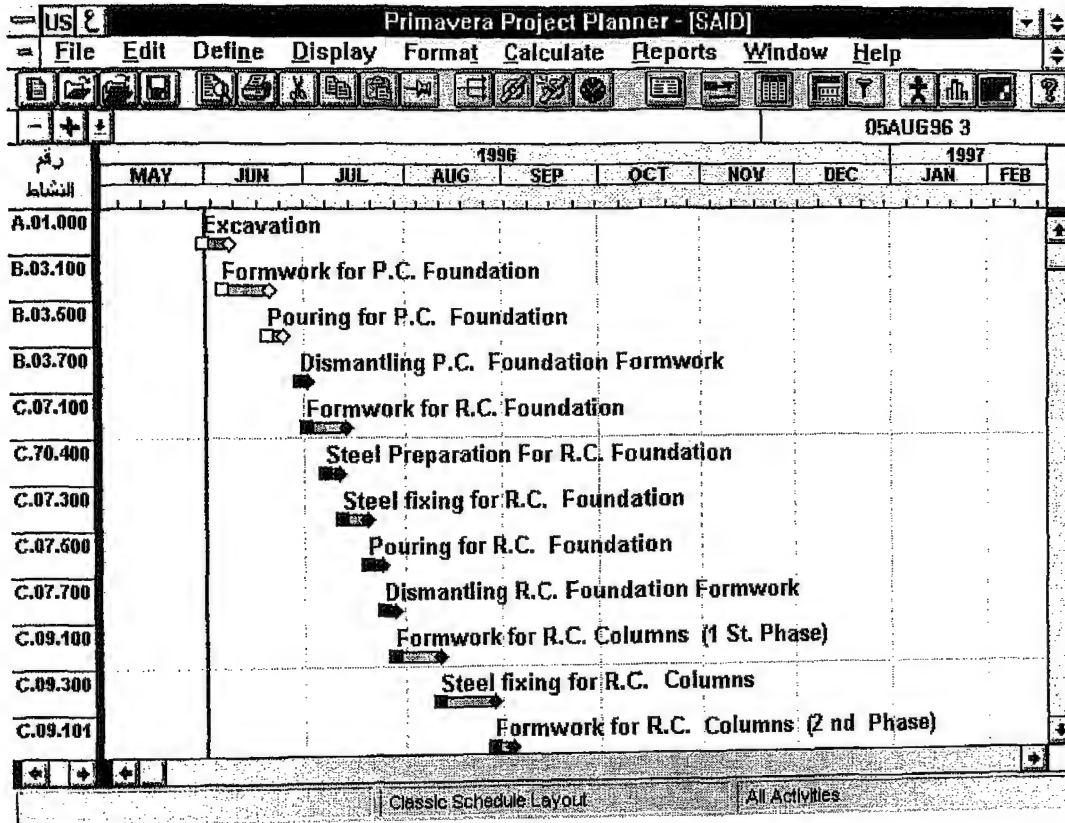 US ع
Primavera Project Planner - [SAID]
File Edit Define Display Format Calculate Reports Window Help
05AUG96 3
رقم النشاط
1996 1997
MAY JUN JUL AUG SEP OCT NOV DEC JAN FEB
A.01.000 Excavation
B.03.100 Formwork for P.C. Foundation
B.03.500 Pouring for P.C. Foundation
B.03.700 Dismantling P.C. Foundation Formwork
C.07.100 Formwork for R.C. Foundation
C.70.400 Steel Preparation For R.C. Foundation
C.07.300 Steel fixing for R.C. Foundation
C.07.500 Pouring for R.C. Foundation
C.07.700 Dismantling R.C. Foundation Formwork
C.09.100 Formwork for R.C. Columns (1 St. Phase)
C.09.300 Steel fixing for R.C. Columns
C.09.101 Formwork for R.C. Columns (2 nd Phase)
Classic Schedule Layout All Activities